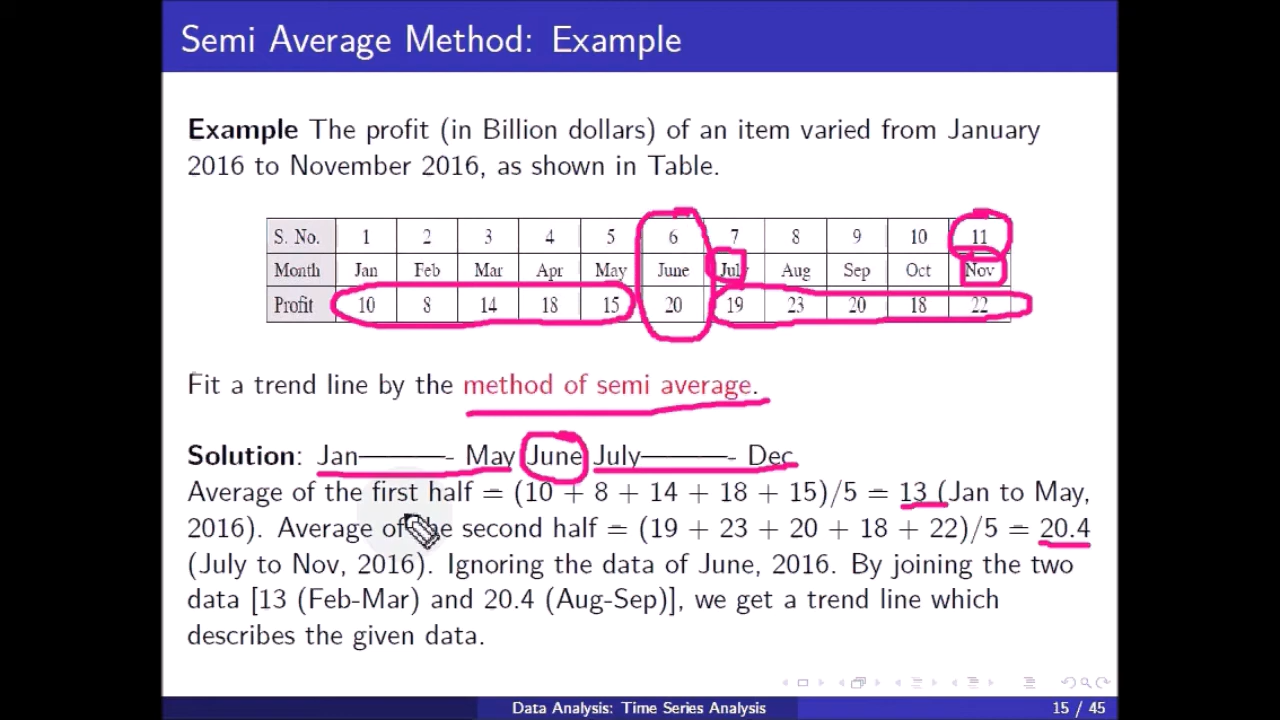 Semi Average Method: Example
Example The profit (in Billion dollars) of an item varied from January
2016 to November 2016, as shown in Table.
S. No. 1 2 3 4 5 6 7 8 9 10 11
Month Jan Feb Mar Apr May June July Aug Sep Oct Nov
Profit 10 8 14 18 15 20 19 23 20 18 22
Fit a trend line by the method of semi average.
Solution: Jan———- May June July———- Dec
Average of the first half = (10 + 8 + 14 + 18 + 15)/5 = 13 (Jan to May,
2016). Average of the second half = (19 + 23 + 20 + 18 + 22)/5 = 20.4
(July to Nov, 2016). Ignoring the data of June, 2016. By joining the two
data [13 (Feb-Mar) and 20.4 (Aug-Sep)], we get a trend line which
describes the given data.
Data Analysis: Time Series Analysis 15 / 45